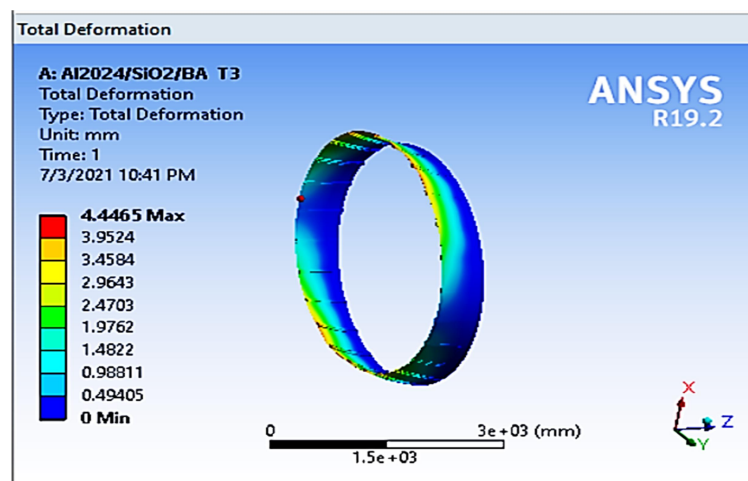 Total Deformation
A: Al2024/SiO2/BA T3
Total Deformation
Type: Total Deformation
Unit: mm
Time: 1
7/3/2021 10:41 PM
ANSYS
R19.2
4.4465 Max
3.9524
3.4584
2.9643
2.4703
1.9762
1.4822
0.98811
0.49405
0 Min
0
3e+03 (mm)
1.5e+03
X
Z
Y